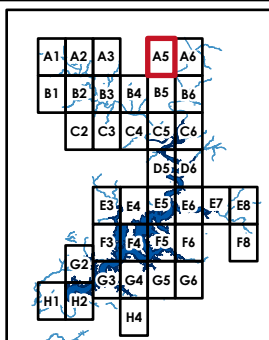 A1 A2 A3 A5 A6
B1 B2 B3 B4 B5 B6
C2 C3 C4 C5 C6
D5 D6
E3 E4 E5 E6 E7 E8
F3 F4 F5 F6 F8
G2
G3 G4 G5 G6
H1 H2
H4